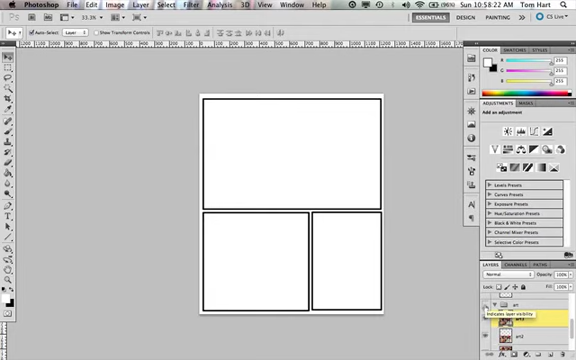 Photoshop File Edit Image Layer Select Filter Analysis 3D View Window Help (96%) Sun 10:58:22 AM Tom Hart
33.3% ESSENTIALS DESIGN PAINTING CS Live
Auto-Select: Layer Show Transform Controls
COLOR SWATCHES STYLES
255
255
255
ADJUSTMENTS MASKS
Add an adjustment
Levels Presets
Curves Presets
Exposure Presets
Hue/Saturation Presets
Black & White Presets
Channel Mixer Presets
Selective Color Presets
LAYERS CHANNELS PATHS
Normal Opacity: 100%
Lock: Fill: 100%
art
Indicates layer visibility
art2